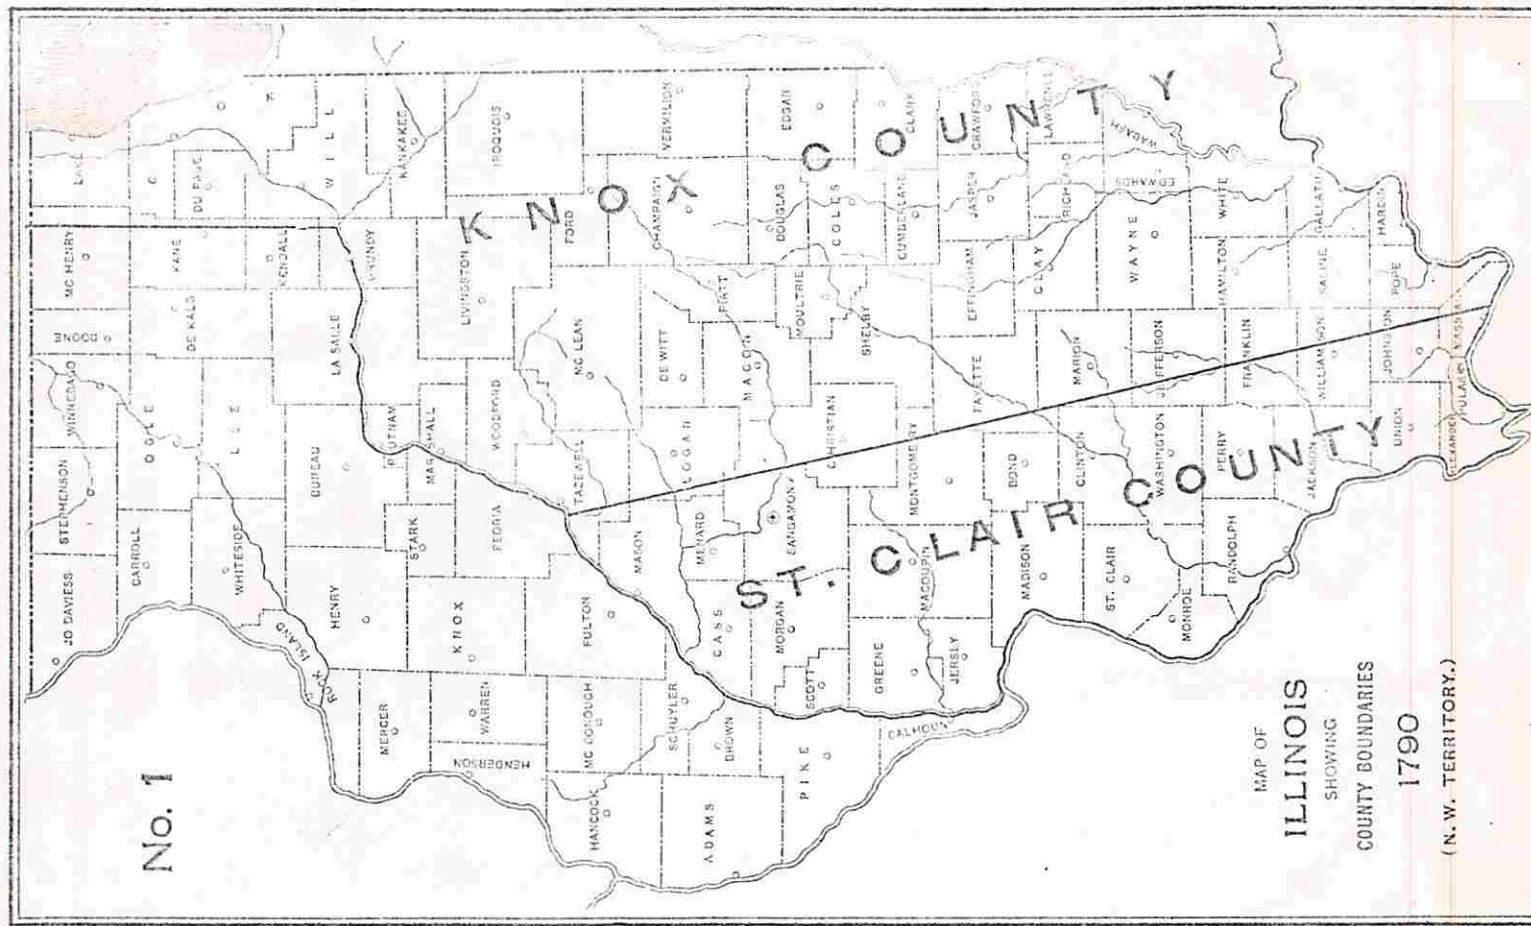 No. 1
MAP OF
ILLINOIS
SHOWING
COUNTY BOUNDARIES
1790
(N. W. TERRITORY.)
KNOX COUNTY
ST. CLAIR COUNTY
JO DAVIESS
STEPHENSON
WINNEBAGO
BOONE
MC HENRY
LAKE
CARROLL
OGLE
DE KALB
KANE
DU PAGE
WHITESIDE
LEE
KENDALL
WILL
ROCK ISLAND
HENRY
BUREAU
LA SALLE
GRUNDY
KANKAKEE
MERCER
KNOX
STARK
PUTNAM
MARSHALL
LIVINGSTON
IROQUOIS
HENDERSON
WARREN
PEORIA
WOODFORD
FORD
HANCOCK
MC DONOUGH
FULTON
TAZEWELL
MC LEAN
CHAMPAIGN
VERMILION
SCHUYLER
MASON
LOGAN
DE WITT
PIATT
ADAMS
BROWN
CASS
MENARD
MACON
DOUGLAS
EDGAR
PIKE
SCOTT
MORGAN
SANGAMON
CHRISTIAN
MOULTRIE
COLES
CLARK
CALHOUN
GREENE
JERSLY
MACOUPIN
MONTGOMERY
SHELBY
CUMBERLAND
FAYETTE
EFFINGHAM
JASPER
CRAWFORD
MADISON
BOND
CLAY
RICHLAND
LAWRENCE
ST. CLAIR
CLINTON
MARION
WAYNE
EDWARDS
WABASH
MONROE
WASHINGTON
JEFFERSON
RANDOLPH
PERRY
FRANKLIN
HAMILTON
WHITE
JACKSON
WILLIAMSON
SALINE
GALLATIN
UNION
JOHNSTON
POPE
HARDIN
ALEXANDER
PULASKI
MASSAC